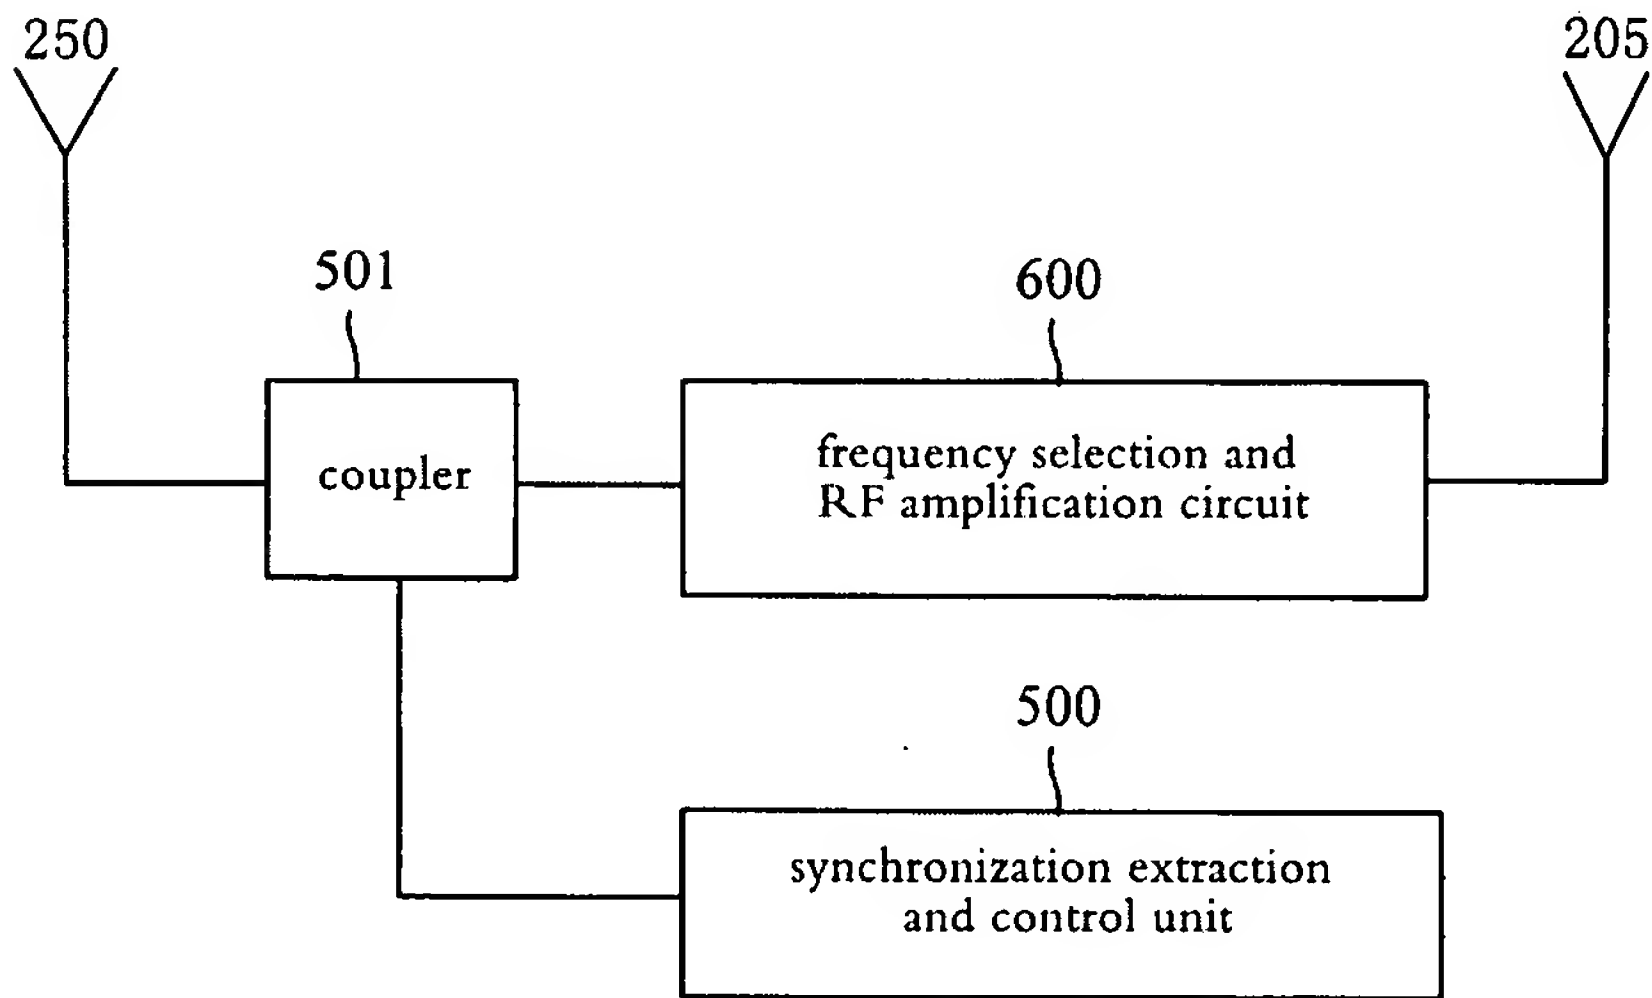 250
205
501
600
coupler
frequency selection and
RF amplification circuit
500
synchronization extraction
and control unit